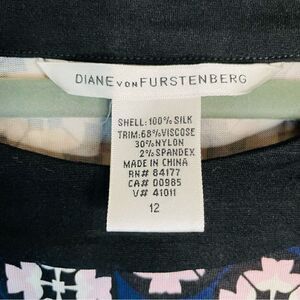 DIANE VON FURSTENBERG
SHELL: 100% SILK
TRIM: 68% VISCOSE
30% NYLON
2% SPANDEX
MADE IN CHINA
RN# 84177
CA# 00985
V# 41011
12